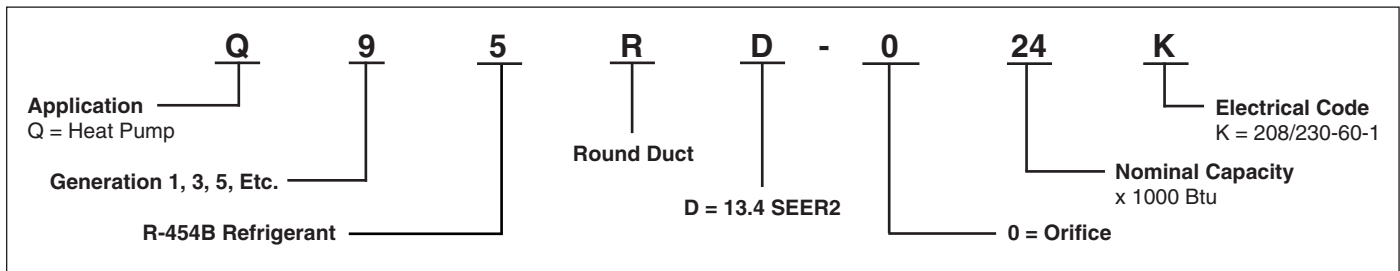 Q 9 5 R D - 0 24 K
Application
Q = Heat Pump
Electrical Code
K = 208/230-60-1
Round Duct
Generation 1, 3, 5, Etc.
Nominal Capacity
x 1000 Btu
D = 13.4 SEER2
R-454B Refrigerant
0 = Orifice